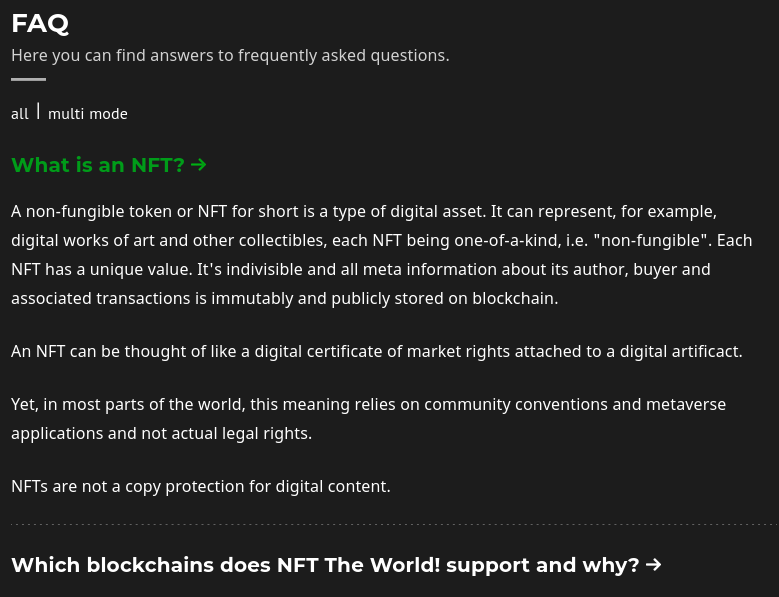 FAQ
Here you can find answers to frequently asked questions.
all | multi mode
What is an NFT? →
A non-fungible token or NFT for short is a type of digital asset. It can represent, for example,
digital works of art and other collectibles, each NFT being one-of-a-kind, i.e. "non-fungible". Each
NFT has a unique value. It's indivisible and all meta information about its author, buyer and
associated transactions is immutably and publicly stored on blockchain.
An NFT can be thought of like a digital certificate of market rights attached to a digital artificact.
Yet, in most parts of the world, this meaning relies on community conventions and metaverse
applications and not actual legal rights.
NFTs are not a copy protection for digital content.
Which blockchains does NFT The World! support and why? →